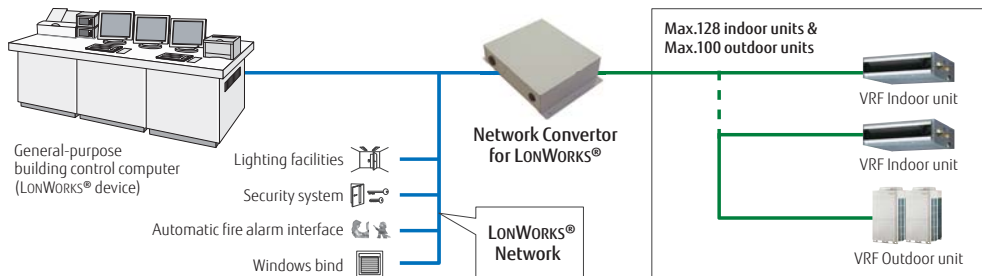 Max.128 indoor units &
Max.100 outdoor units
VRF Indoor unit
Network Convertor
for LONWORKS®
VRF Indoor unit
General-purpose
building control computer
(LONWORKS® device)
Lighting facilities
Security system
Automatic fire alarm interface
Windows bind
LONWORKS®
Network
VRF Outdoor unit